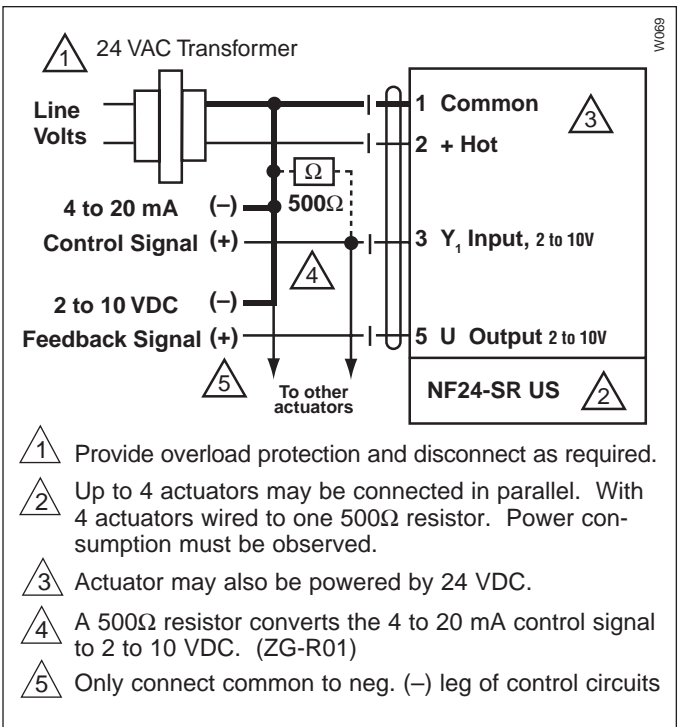 W069
1 24 VAC Transformer
Line
Volts
1 Common
3
2 + Hot
Ω
500Ω
4 to 20 mA (–)
Control Signal (+)
3 Y1 Input, 2 to 10V
4
2 to 10 VDC (–)
Feedback Signal (+)
5 U Output 2 to 10V
5
To other
actuators
NF24-SR US 2
1 Provide overload protection and disconnect as required.
2 Up to 4 actuators may be connected in parallel. With
4 actuators wired to one 500Ω resistor. Power con-
sumption must be observed.
3 Actuator may also be powered by 24 VDC.
4 A 500Ω resistor converts the 4 to 20 mA control signal
to 2 to 10 VDC. (ZG-R01)
5 Only connect common to neg. (–) leg of control circuits